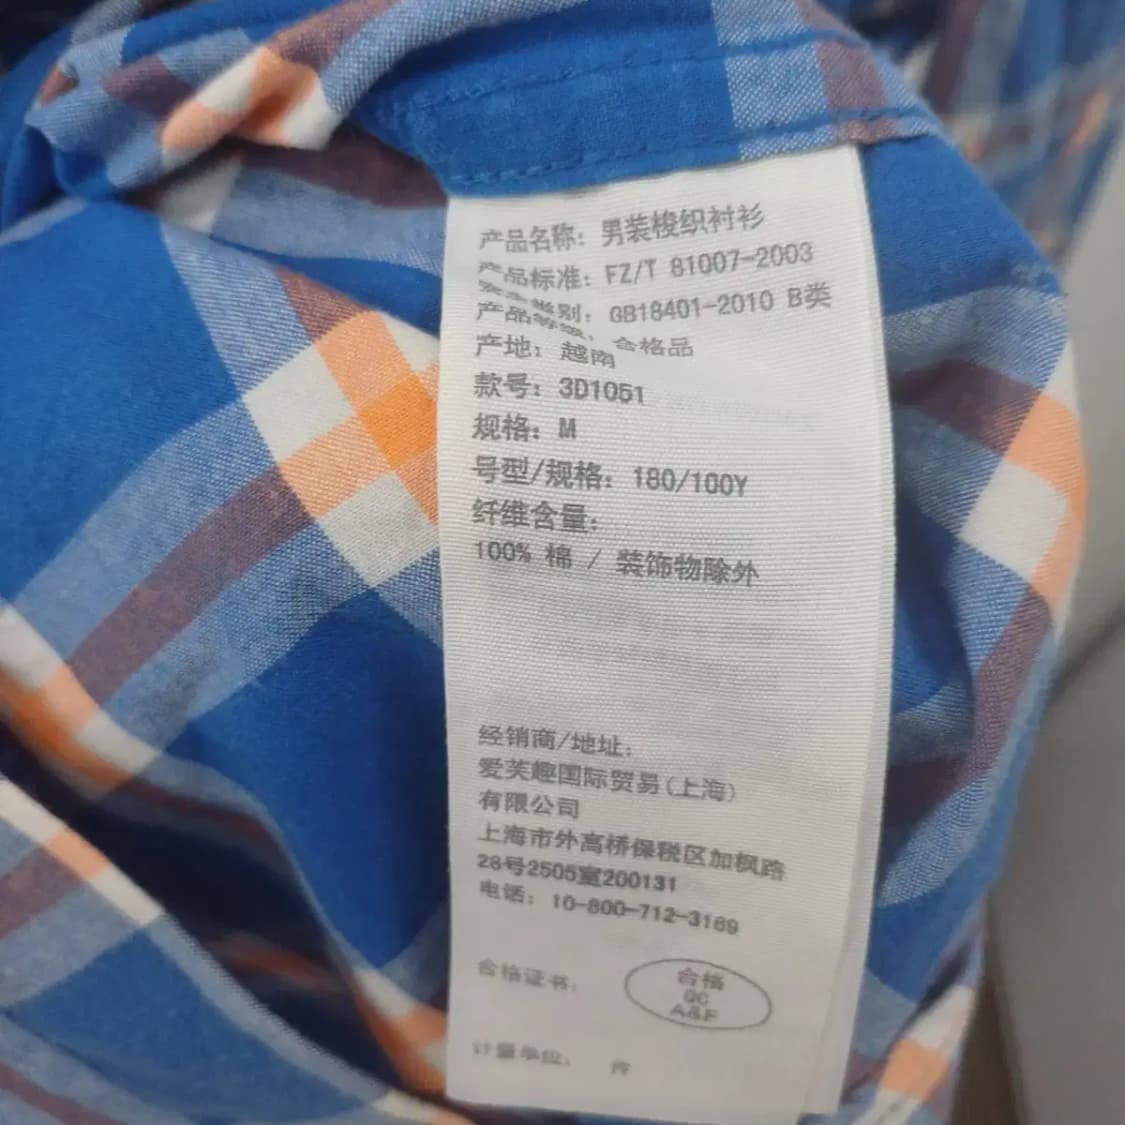 产品名称：男装梭织衬衫
产品标准：FZ/T 81007-2003
安全类别：GB18401-2010 B类
产品等级：合格品
产地：越南
款号：3D1051
规格：M
号型/规格：180/100Y
纤维含量：
100% 棉 / 装饰物除外
经销商/地址：
爱芙趣国际贸易(上海)
有限公司
上海市外高桥保税区加枫路
28号2505室200131
电话：10-800-712-3169
合格证书：
合格
QC
A&F
计量单位： 件